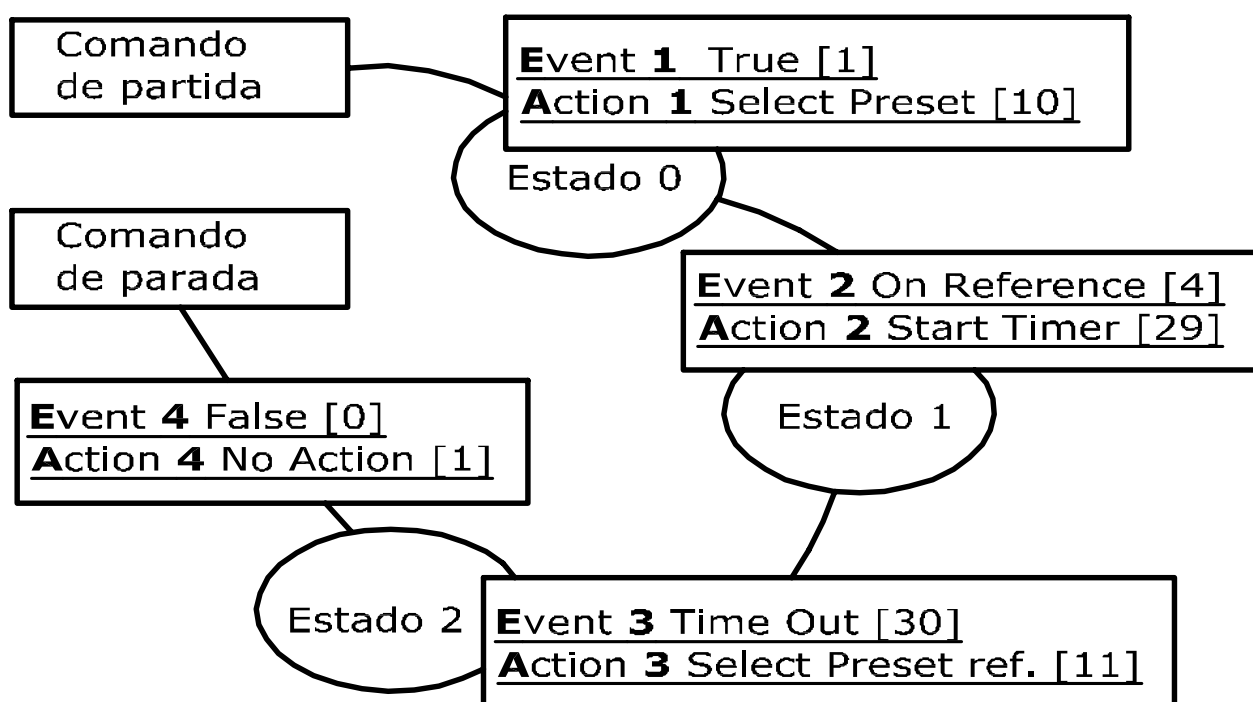 Comando
de partida
Event 1 True [1]
Action 1 Select Preset [10]
Estado 0
Comando
de parada
Event 2 On Reference [4]
Action 2 Start Timer [29]
Estado 1
Event 4 False [0]
Action 4 No Action [1]
Estado 2
Event 3 Time Out [30]
Action 3 Select Preset ref. [11]